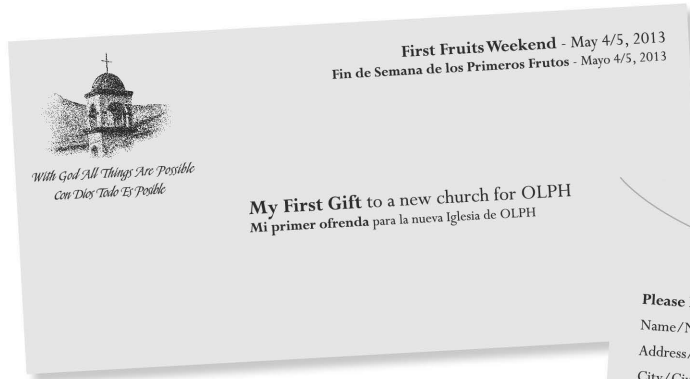 First Fruits Weekend - May 4/5, 2013
Fin de Semana de los Primeros Frutos - Mayo 4/5, 2013
With God All Things Are Possible
Con Dios Todo Es Posible
My First Gift to a new church for OLPH
Mi primer ofrenda para la nueva Iglesia de OLPH
Please
Name/N
Address/